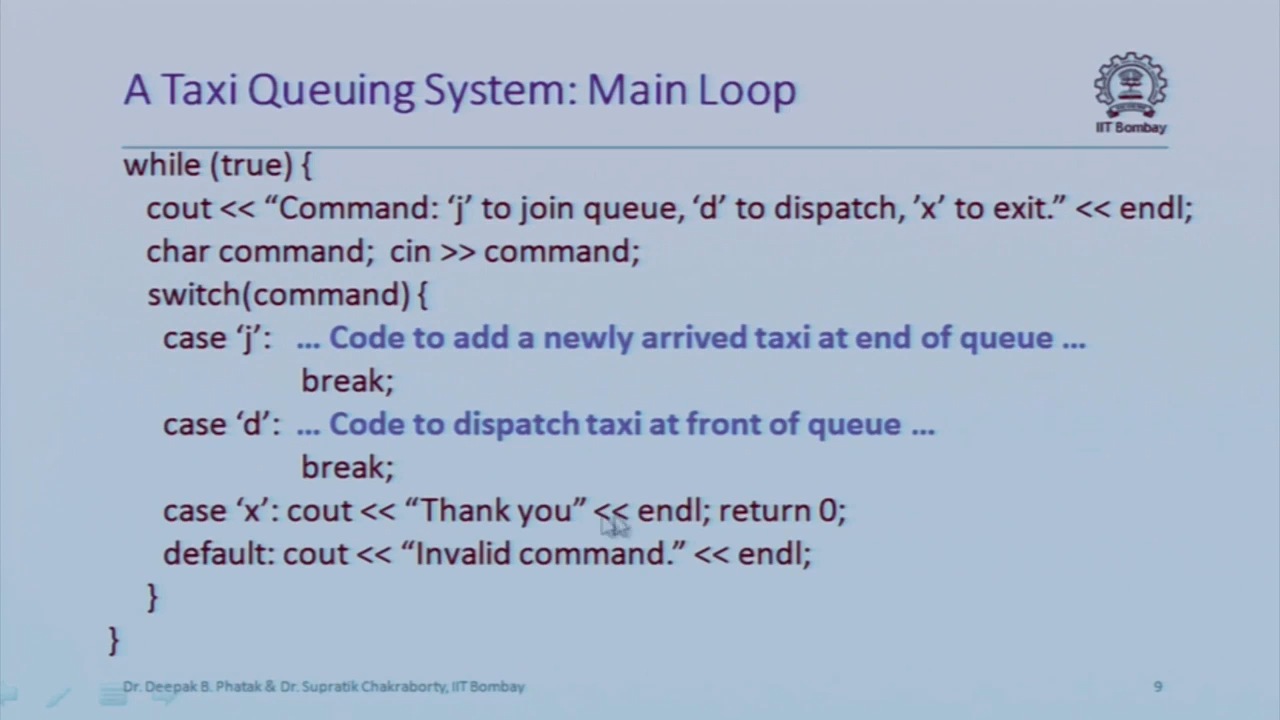 A Taxi Queuing System: Main Loop
IIT Bombay
while (true) {
cout << “Command: ‘j’ to join queue, ‘d’ to dispatch, ’x’ to exit.” << endl;
char command; cin >> command;
switch(command) {
case ‘j’: ... Code to add a newly arrived taxi at end of queue ...
break;
case ‘d’: ... Code to dispatch taxi at front of queue ...
break;
case ‘x’: cout << “Thank you” << endl; return 0;
default: cout << “Invalid command.” << endl;
}
}
Dr. Deepak B. Phatak & Dr. Supratik Chakraborty, IIT Bombay 9